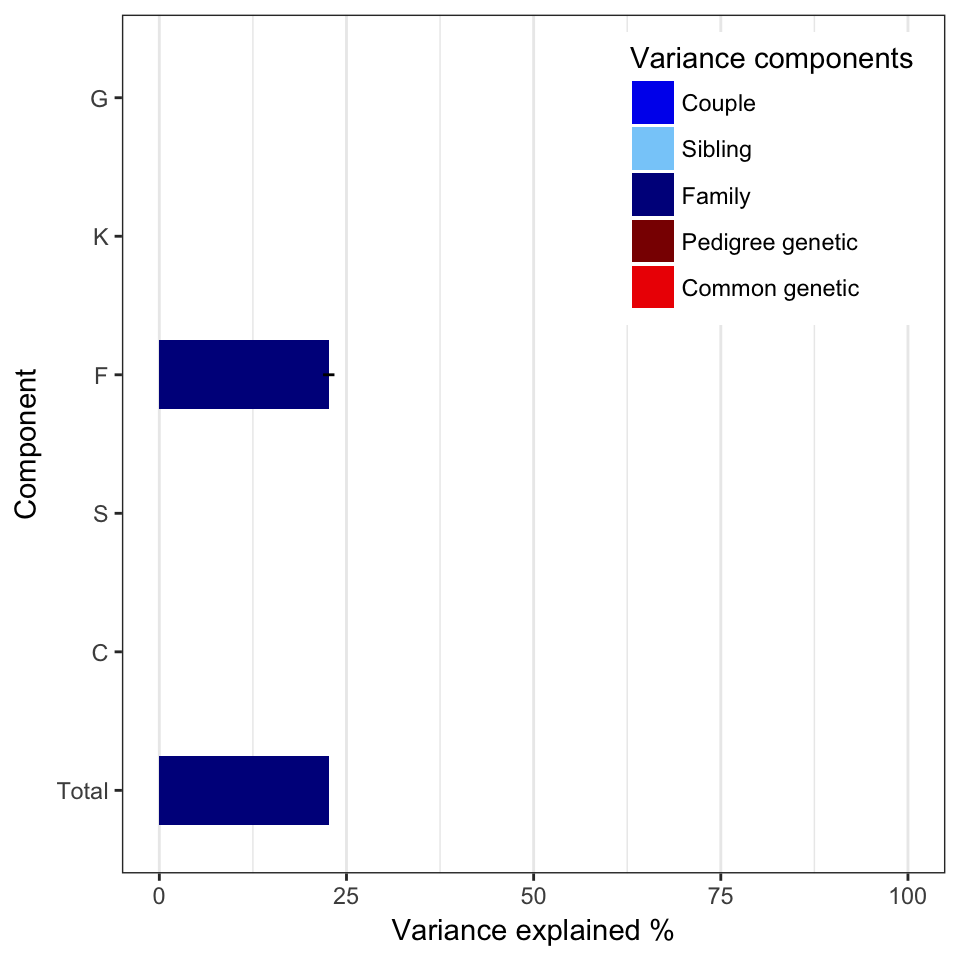 Variance components
Couple
Sibling
Family
Pedigree genetic
Common genetic
G
K
F
S
C
Total
Component
0 25 50 75 100
Variance explained %